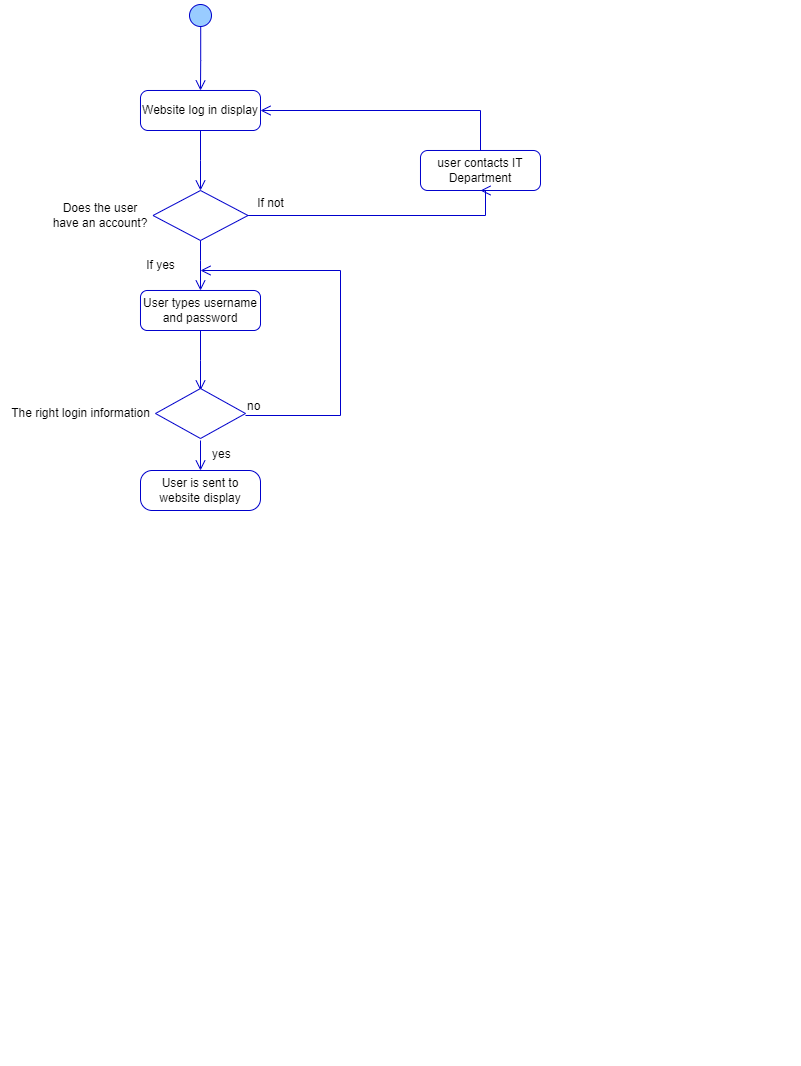 Website log in display
user contacts IT
Department
If not
Does the user
have an account?
If yes
User types username
and password
no
The right login information
yes
User is sent to
website display